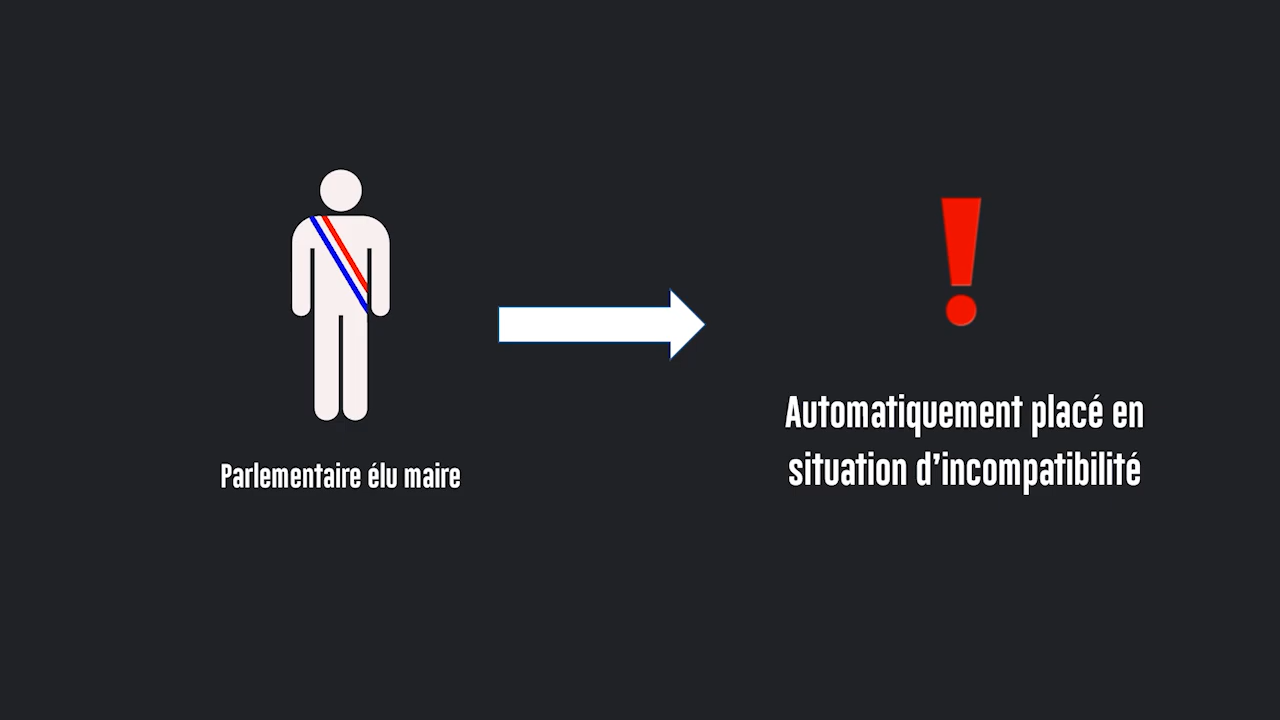 Parlementaire élu maire
Automatiquement placé en
situation d’incompatibilité